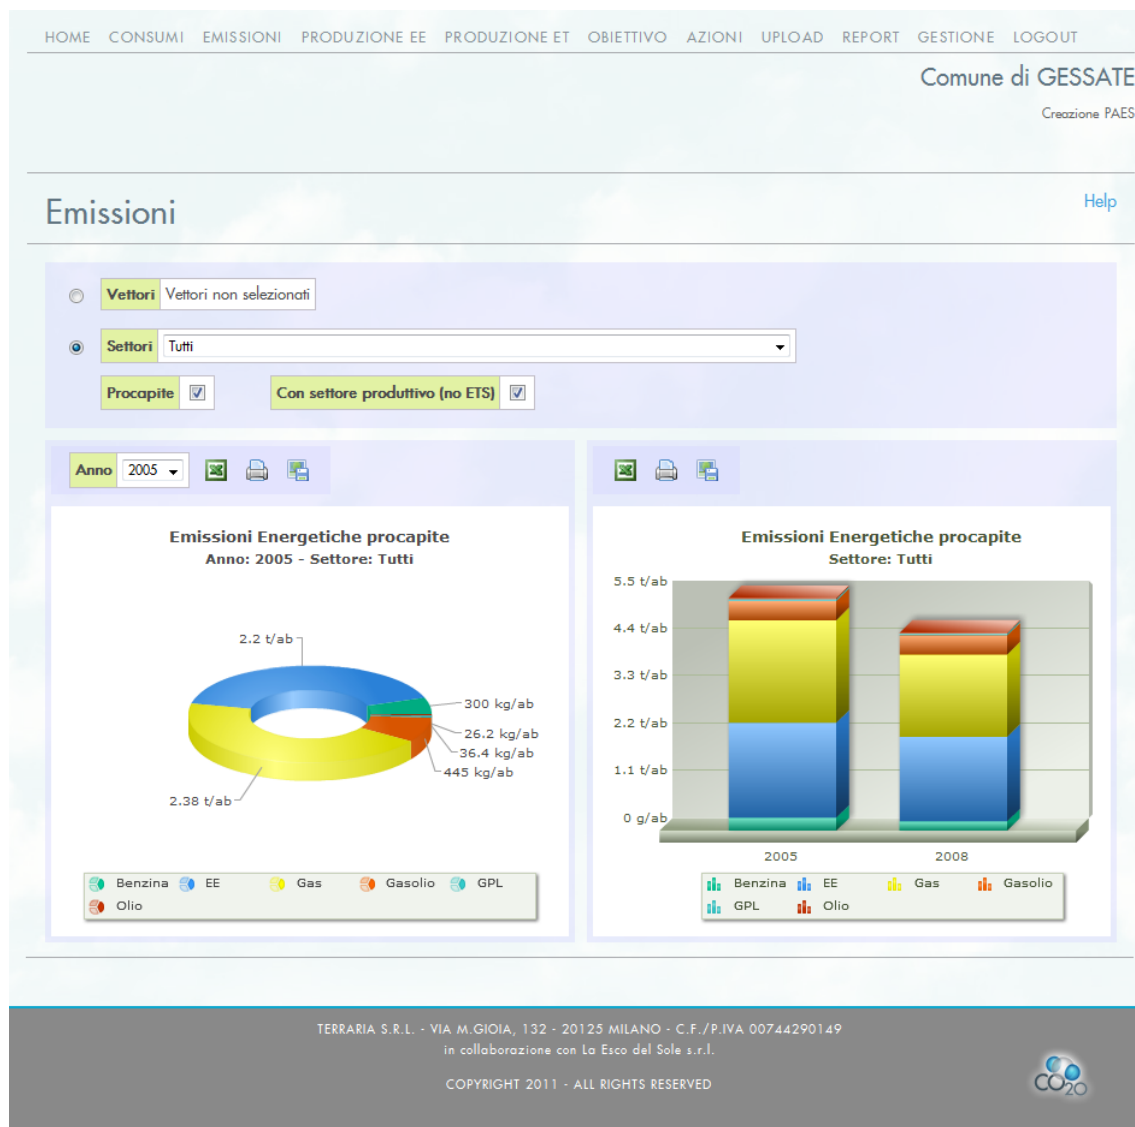 HOME CONSUMI EMISSIONI PRODUZIONE EE PRODUZIONE ET OBIETTIVO AZIONI UPLOAD REPORT GESTIONE LOGOUT
Comune di GESSATE
Creazione PAES
Emissioni
Help
Vettori Vettori non selezionati
Settori Tutti
Procapite Con settore produttivo (no ETS)
Anno 2005
Emissioni Energetiche procapite
Anno: 2005 - Settore: Tutti
2.2 t/ab
300 kg/ab
26.2 kg/ab
36.4 kg/ab
445 kg/ab
2.38 t/ab
Benzina EE Gas Gasolio GPL
Olio
Emissioni Energetiche procapite
Settore: Tutti
5.5 t/ab
4.4 t/ab
3.3 t/ab
2.2 t/ab
1.1 t/ab
0 g/ab
2005 2008
Benzina EE Gas Gasolio
GPL Olio
TERRARIA S.R.L. - VIA M.GIOIA, 132 - 20125 MILANO - C.F./P.IVA 00744290149
in collaborazione con La Esco del Sole s.r.l.
COPYRIGHT 2011 - ALL RIGHTS RESERVED
CO20